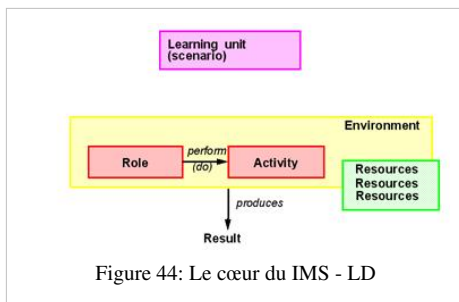 Learning unit
(scenario)
Environment
perform
Role
(do)
Activity
Resources
Resources
Resources
produces
Result
Figure 44: Le cœur du IMS - LD